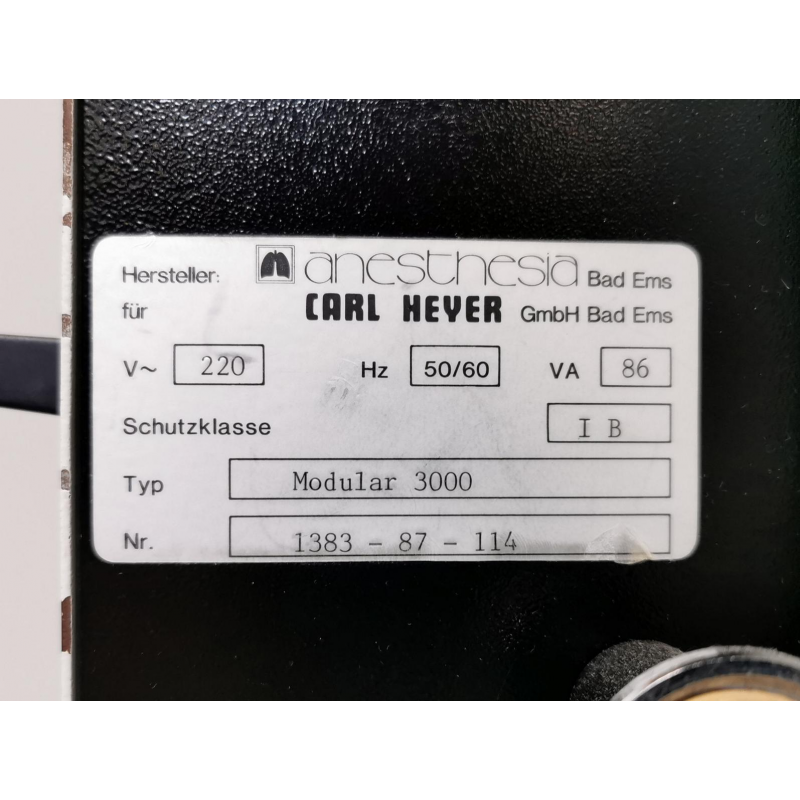 Hersteller: anesthesia Bad Ems
für CARL HEYER GmbH Bad Ems
V~ 220 Hz 50/60 VA 86
Schutzklasse I B
Typ Modular 3000
Nr. 1383 - 87 - 114